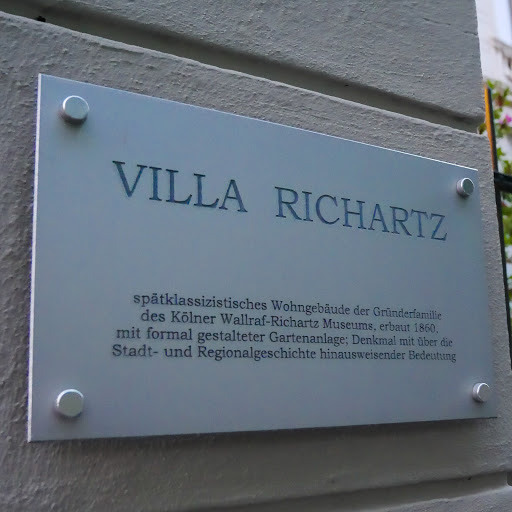 VILLA RICHARTZ
spätklassizistisches Wohngebäude der Gründerfamilie
des Kölner Wallraf-Richartz Museums, erbaut 1860,
mit formal gestalteter Gartenanlage; Denkmal mit über die
Stadt- und Regionalgeschichte hinausweisender Bedeutung